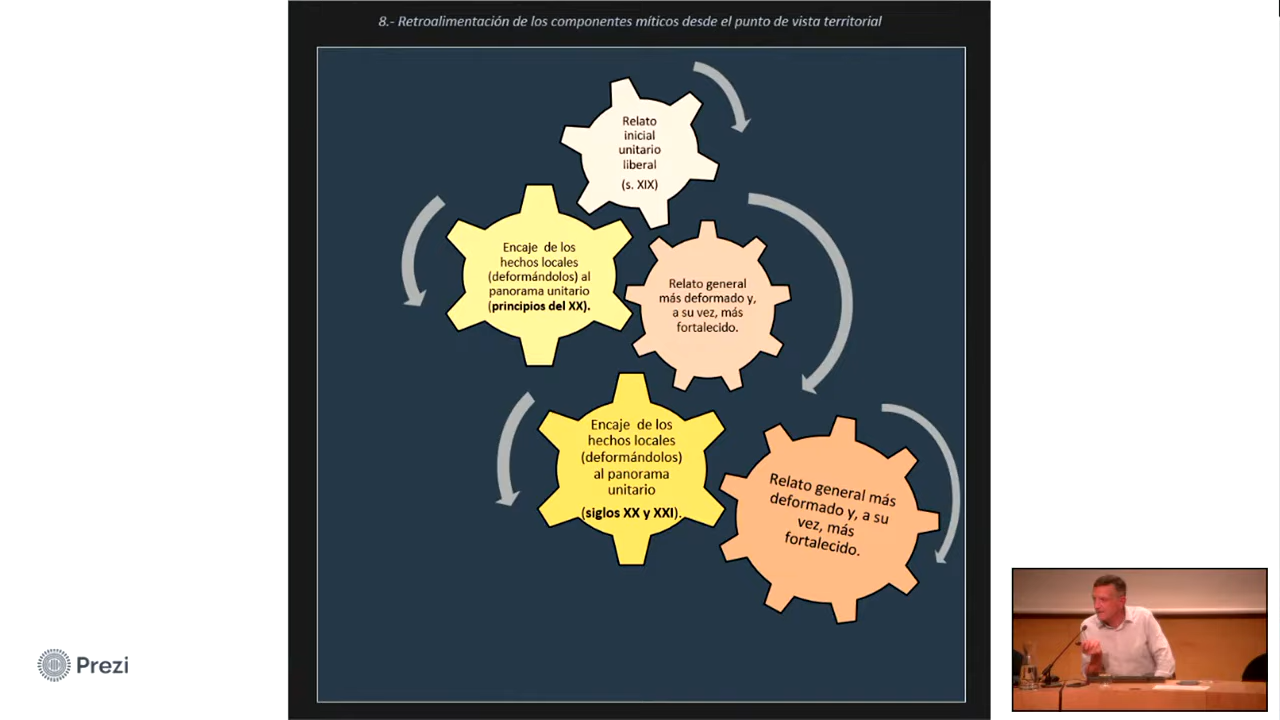 8.- Retroalimentación de los componentes míticos desde el punto de vista territorial
Relato
inicial
unitario
liberal
(s. XIX)
Encaje de los
hechos locales
(deformándolos) al
panorama unitario
(principios del XX).
Relato general
más deformado y,
a su vez, más
fortalecido.
Encaje de los
hechos locales
(deformándolos)
al panorama
unitario
(siglos XX y XXI).
Relato general más
deformado y, a su
vez, más
fortalecido.
Prezi